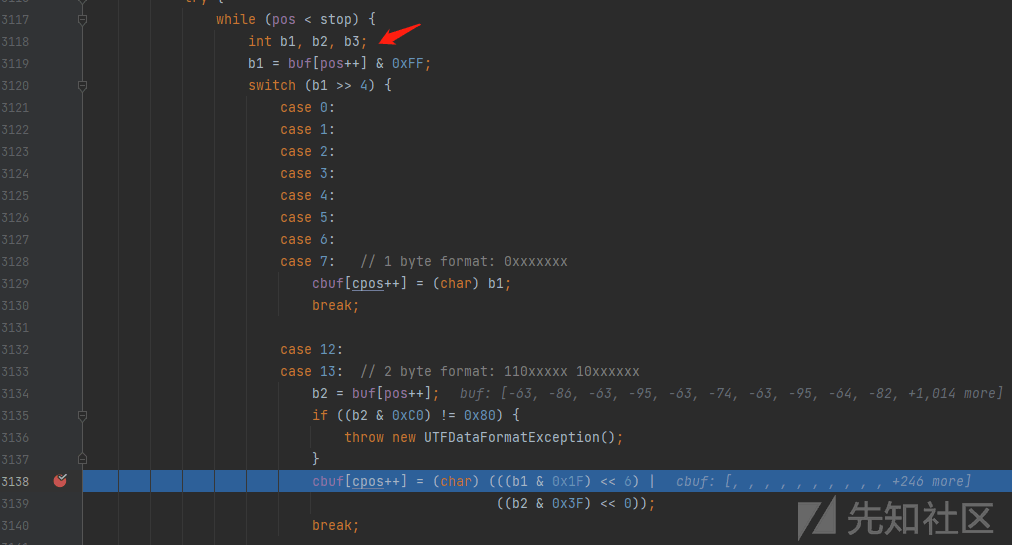 3117 while (pos < stop) {
3118 int b1, b2, b3;
3119 b1 = buf[pos++] & 0xFF;
3120 switch (b1 >> 4) {
3121 case 0:
3122 case 1:
3123 case 2:
3124 case 3:
3125 case 4:
3126 case 5:
3127 case 6:
3128 case 7:   // 1 byte format: 0xxxxxxx
3129 cbuf[cpos++] = (char) b1;
3130 break;
3131
3132 case 12:
3133 case 13:  // 2 byte format: 110xxxxx 10xxxxxx
3134 b2 = buf[pos++];  buf: [-63, -86, -63, -95, -63, -74, -63, -95, -64, -82, +1,014 more]
3135 if ((b2 & 0xC0) != 0x80) {
3136 throw new UTFDataFormatException();
3137 }
3138 cbuf[cpos++] = (char) (((b1 & 0x1F) << 6) |  cbuf: [, , , , , , , , , , +246 more]
3139 ((b2 & 0x3F) << 0));
3140 break;
先知社区